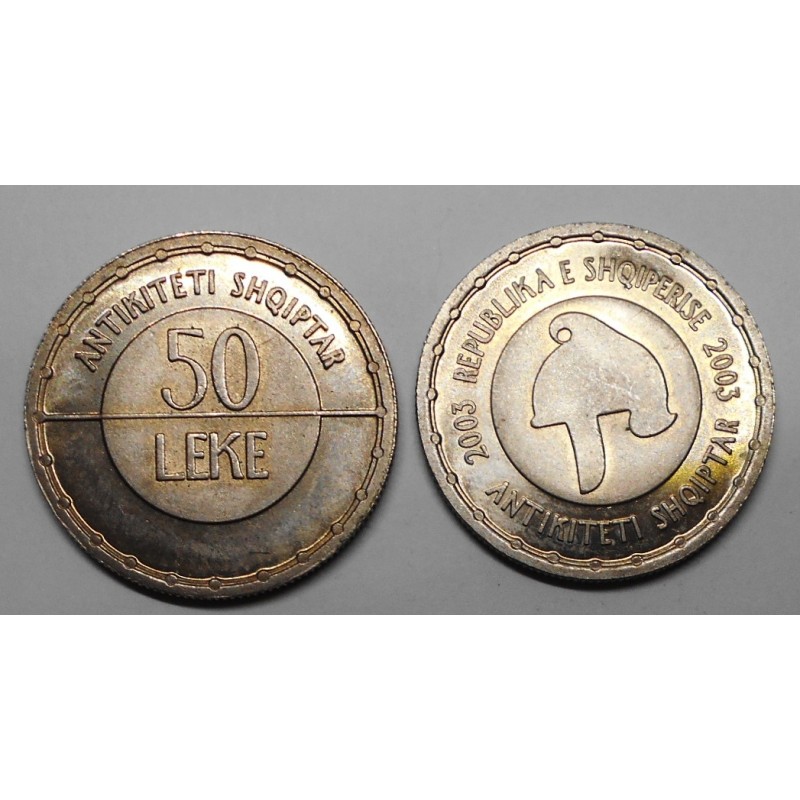 ANTIKITETI SHQIPTAR
50
LEKE
2003 REPUBLIKA E SHQIPERISE 2003
ANTIKITETI SHQIPTAR